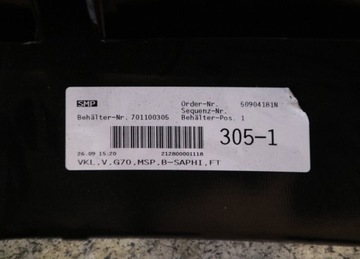 SMP
Order-Nr. 50904181N
Sequenz-Nr.
Behälter-Nr. 701100305 Behälter-Pos. 1
305-1
26.09 15:20 212800001118
VKL,V,G70,MSP,B-SAPHI,FT